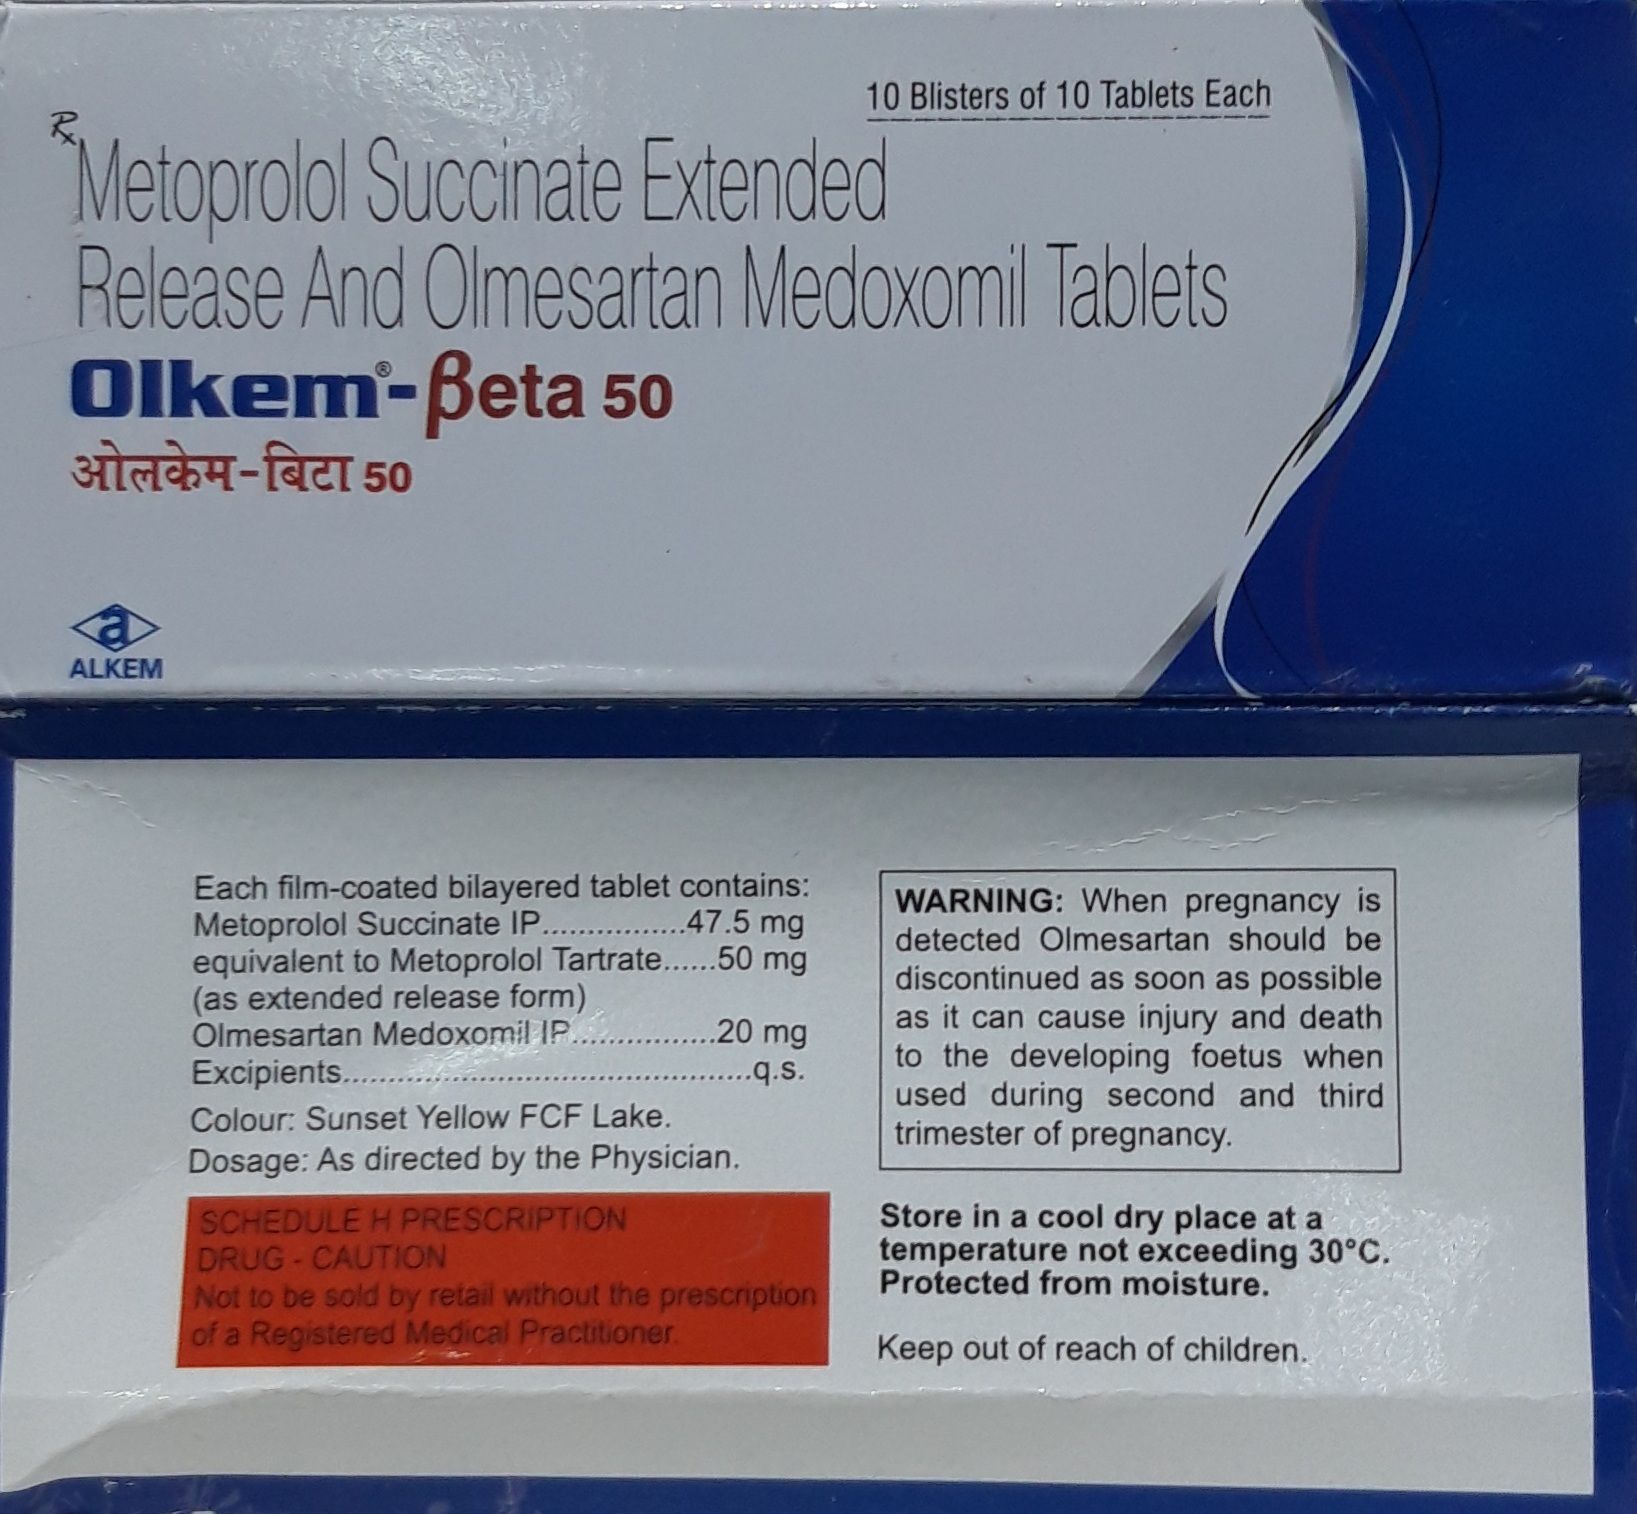 10 Blisters of 10 Tablets Each
Rx
Metoprolol Succinate Extended
Release And Olmesartan Medoxomil Tablets
Olkem®-βeta 50
ओलकेम-बिटा 50
a
ALKEM
Each film-coated bilayered tablet contains:
Metoprolol Succinate IP................47.5 mg
equivalent to Metoprolol Tartrate......50 mg
(as extended release form)
Olmesartan Medoxomil IP................20 mg
Excipients..............................................q.s.
Colour: Sunset Yellow FCF Lake.
Dosage: As directed by the Physician.
SCHEDULE H PRESCRIPTION
DRUG - CAUTION
Not to be sold by retail without the prescription
of a Registered Medical Practitioner.
WARNING: When pregnancy is
detected Olmesartan should be
discontinued as soon as possible
as it can cause injury and death
to the developing foetus when
used during second and third
trimester of pregnancy.
Store in a cool dry place at a
temperature not exceeding 30°C.
Protected from moisture.
Keep out of reach of children.